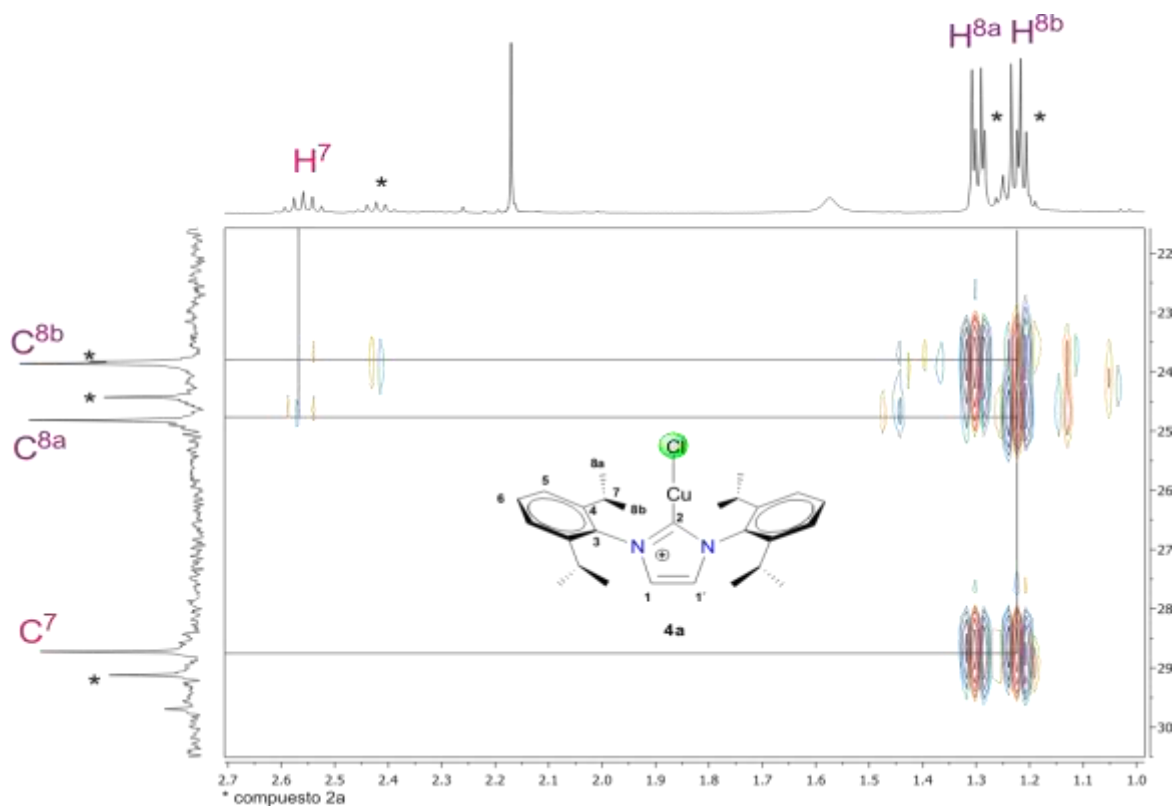 H8a H8b
* *
H7
*
22
23
C8b *
24
*
25
C8a
Cl
26
8a
5 7 Cu
6 4 8b
2
27
3 N N
⊕
28
1 1'
C7
4a
29
*
30
2.7 2.6 2.5 2.4 2.3 2.2 2.1 2.0 1.9 1.8 1.7 1.6 1.5 1.4 1.3 1.2 1.1 1.0
* compuesto 2a